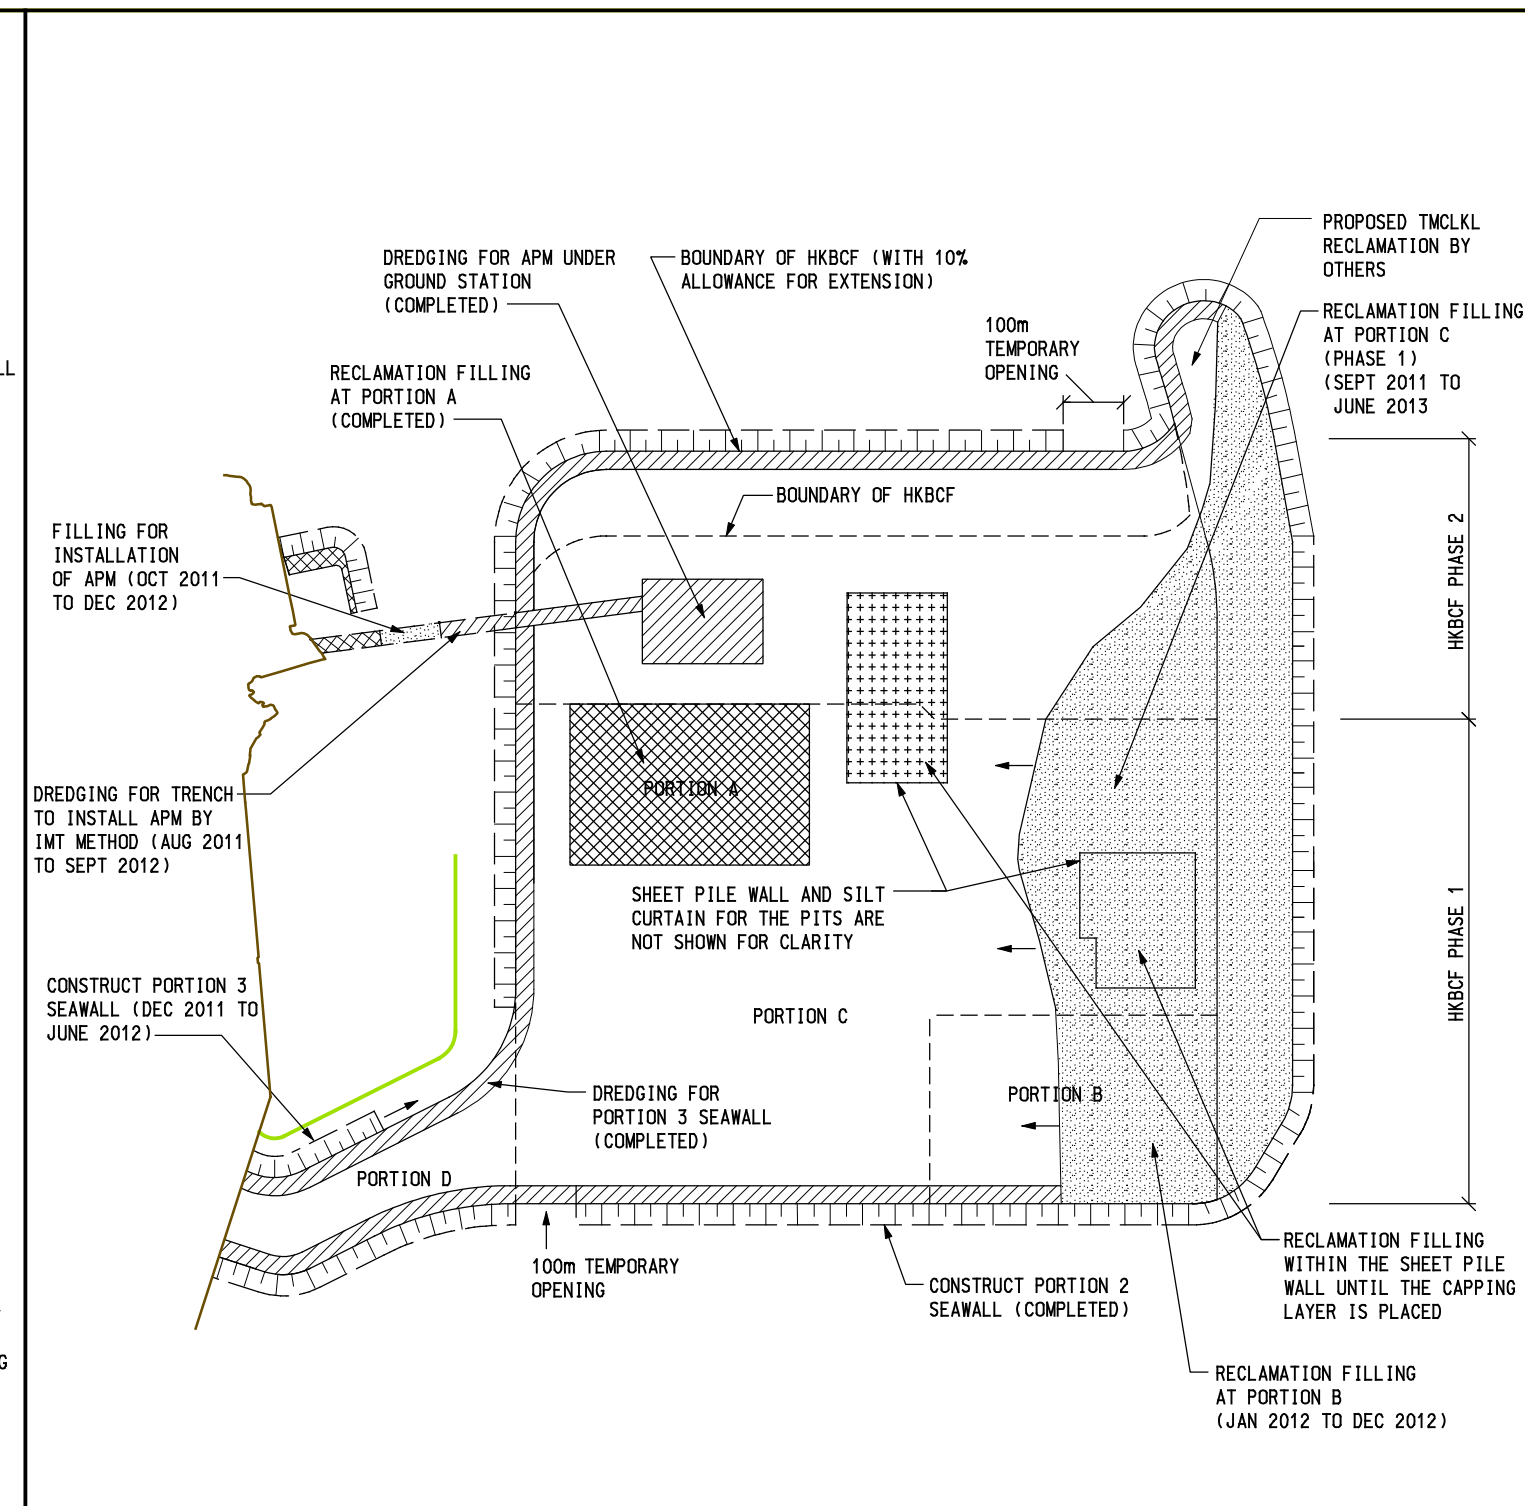 PROPOSED TMCLKL
RECLAMATION BY
OTHERS
DREDGING FOR APM UNDER
GROUND STATION
(COMPLETED)
BOUNDARY OF HKBCF (WITH 10%
ALLOWANCE FOR EXTENSION)
RECLAMATION FILLING
AT PORTION C
(PHASE 1)
(SEPT 2011 TO
JUNE 2013
100m
TEMPORARY
OPENING
LL
RECLAMATION FILLING
AT PORTION A
(COMPLETED)
BOUNDARY OF HKBCF
FILLING FOR
INSTALLATION
OF APM (OCT 2011
TO DEC 2012)
HKBCF PHASE 2
DREDGING FOR TRENCH
TO INSTALL APM BY
IMT METHOD (AUG 2011
TO SEPT 2012)
PORTION A
SHEET PILE WALL AND SILT
CURTAIN FOR THE PITS ARE
NOT SHOWN FOR CLARITY
HKBCF PHASE 1
CONSTRUCT PORTION 3
SEAWALL (DEC 2011 TO
JUNE 2012)
PORTION C
DREDGING FOR
PORTION 3 SEAWALL
(COMPLETED)
PORTION B
PORTION D
100m TEMPORARY
OPENING
CONSTRUCT PORTION 2
SEAWALL (COMPLETED)
RECLAMATION FILLING
WITHIN THE SHEET PILE
WALL UNTIL THE CAPPING
LAYER IS PLACED
G
RECLAMATION FILLING
AT PORTION B
(JAN 2012 TO DEC 2012)